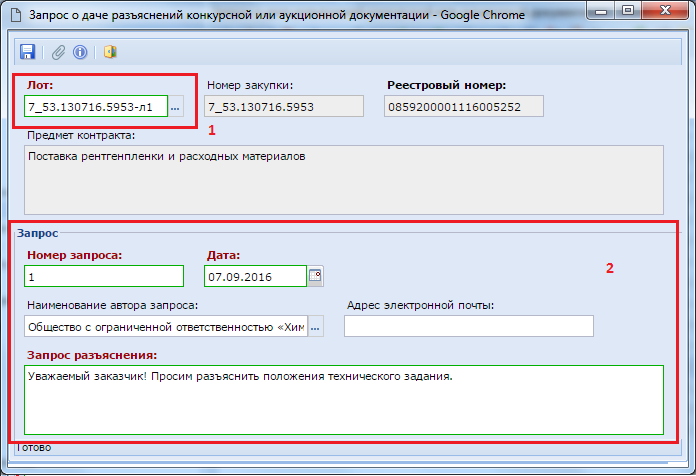 Запрос о даче разъяснений конкурсной или аукционной документации - Google Chrome
Лот: Номер закупки: Реестровый номер:
7_53.130716.5953-л1 ... 7_53.130716.5953 0859200001116005252
1
Предмет контракта:
Поставка рентгенпленки и расходных материалов
Запрос
Номер запроса: Дата:
2
1 07.09.2016
Наименование автора запроса: Адрес электронной почты:
Общество с ограниченной ответственностью «Хим ...
Запрос разъяснения:
Уважаемый заказчик! Просим разъяснить положения технического задания.
Готово